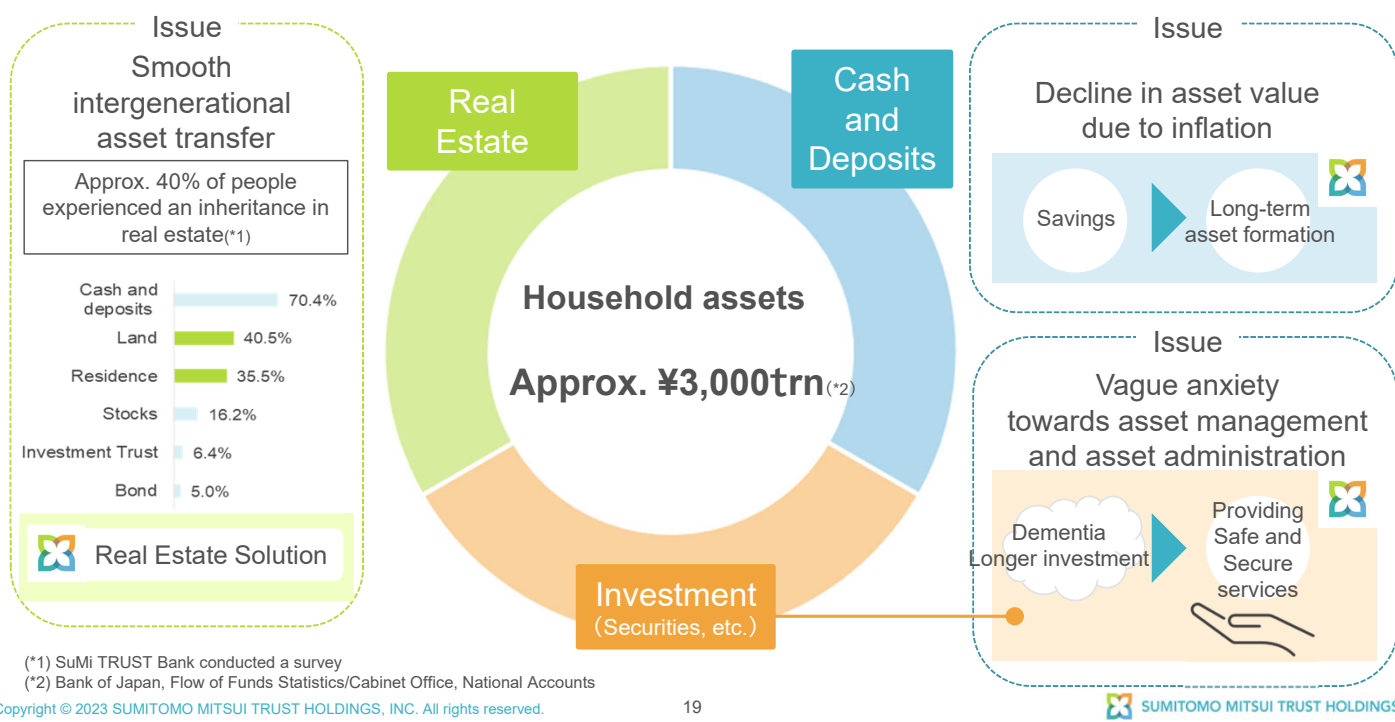 Issue
Smooth
intergenerational
asset transfer
Approx. 40% of people
experienced an inheritance in
real estate(*1)
Cash and
deposits
70.4%
Land
40.5%
Residence
35.5%
Stocks
16.2%
Investment Trust
6.4%
Bond
5.0%
Real Estate Solution
Real
Estate
Cash
and
Deposits
Household assets
Approx. ¥3,000trn(*2)
Investment
(Securities, etc.)
Issue
Decline in asset value
due to inflation
Savings
Long-term
asset formation
Issue
Vague anxiety
towards asset management
and asset administration
Dementia
Longer investment
Providing
Safe and
Secure
services
(*1) SuMi TRUST Bank conducted a survey
(*2) Bank of Japan, Flow of Funds Statistics/Cabinet Office, National Accounts
Copyright © 2023 SUMITOMO MITSUI TRUST HOLDINGS, INC. All rights reserved.
19
SUMITOMO MITSUI TRUST HOLDINGS